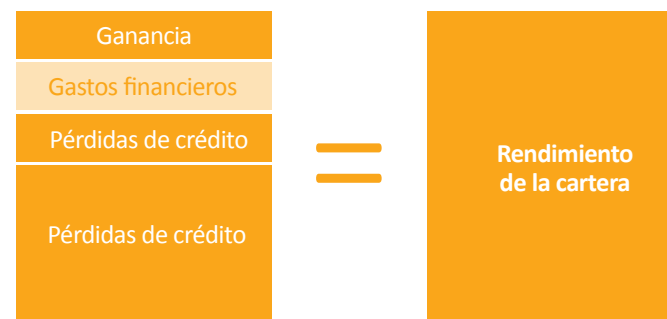 Ganancia
Gastos financieros
Pérdidas de crédito
Pérdidas de crédito
=
Rendimiento
de la cartera